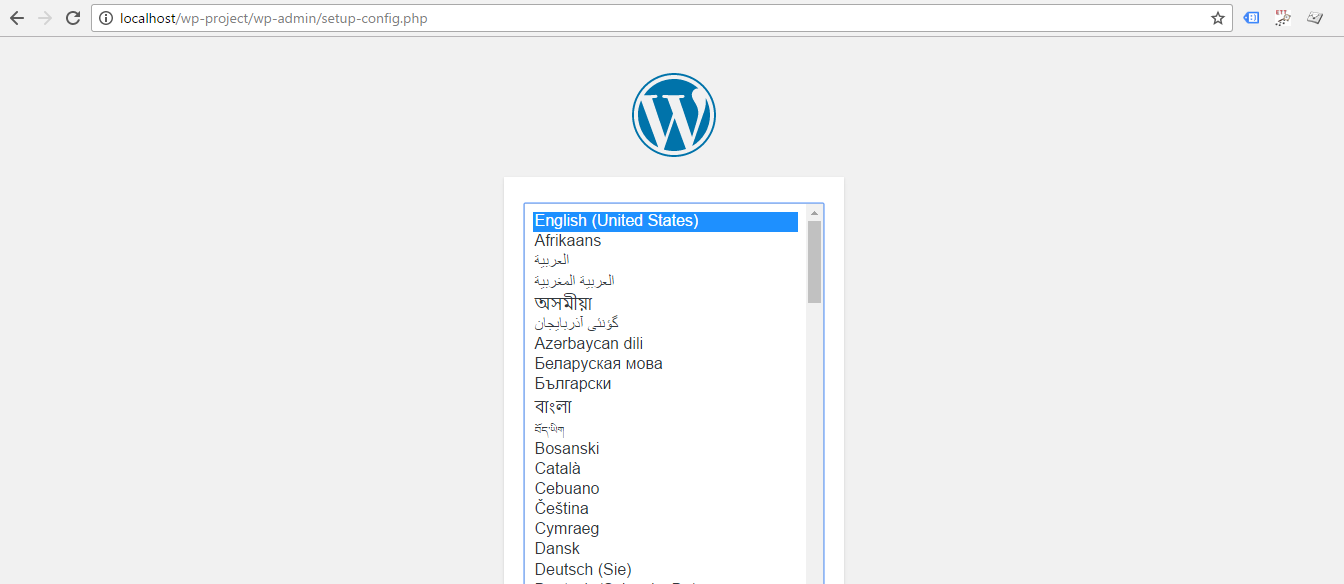 localhost/wp-project/wp-admin/setup-config.php
English (United States)
Afrikaans
العربية
العربية المغربية
অসমীয়া
گؤنئی آذربایجان
Azərbaycan dili
Беларуская мова
Български
বাংলা
བོད་ཡིག
Bosanski
Català
Cebuano
Čeština
Cymraeg
Dansk
Deutsch (Sie)